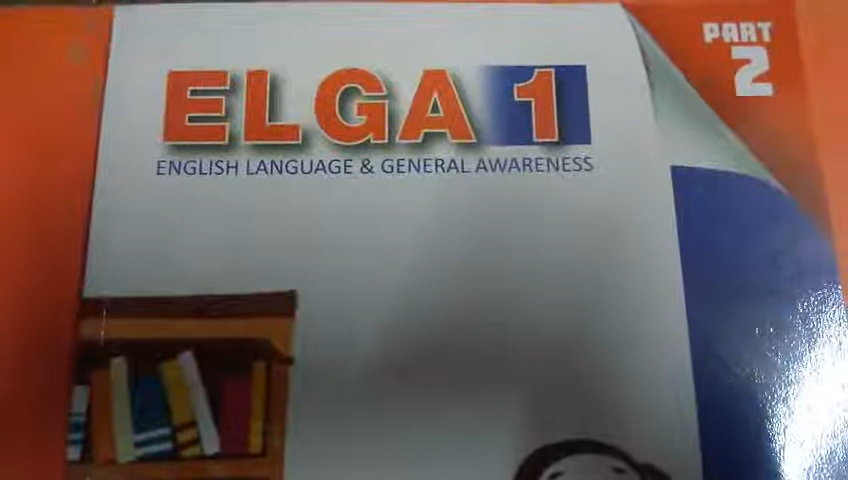 PART
2
ELGA 1
ENGLISH LANGUAGE & GENERAL AWARENESS